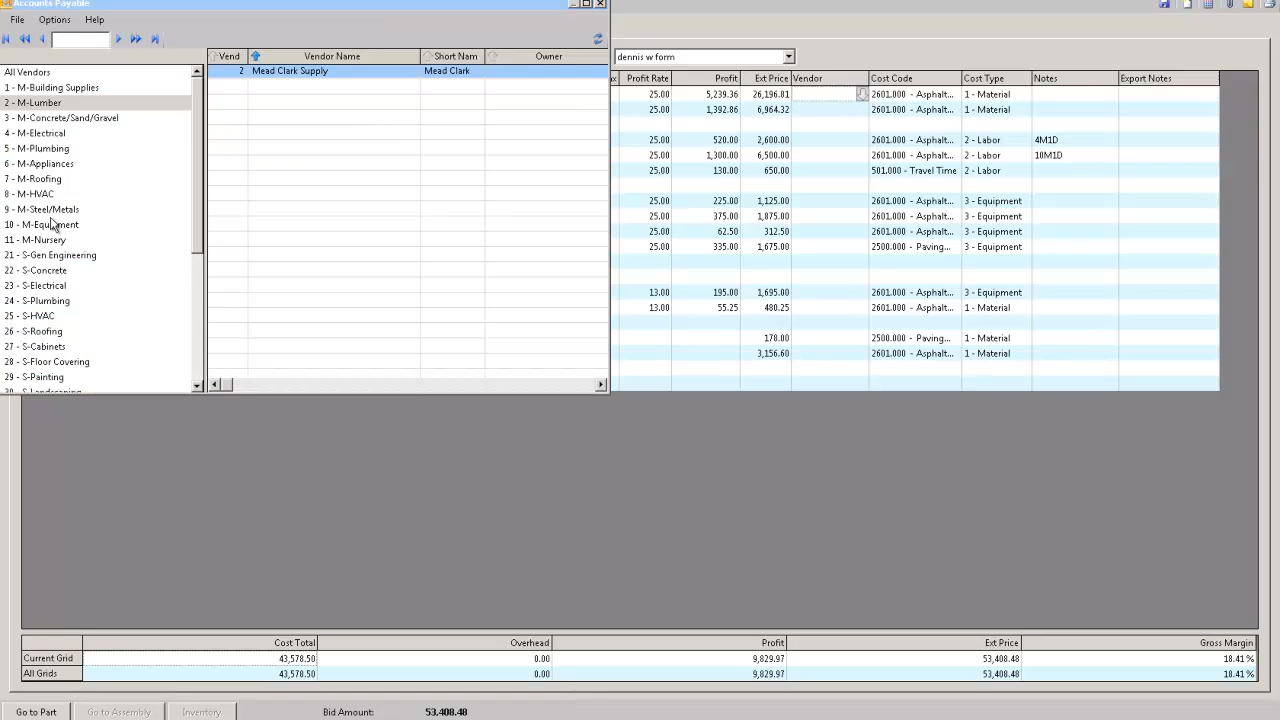 Accounts Payable
File Options Help
Vend Vendor Name Short Nam Owner
2 Mead Clark Supply Mead Clark
All Vendors
1 - M-Building Supplies
2 - M-Lumber
3 - M-Concrete/Sand/Gravel
4 - M-Electrical
5 - M-Plumbing
6 - M-Appliances
7 - M-Roofing
8 - M-HVAC
9 - M-Steel/Metals
10 - M-Equipment
11 - M-Nursery
21 - S-Gen Engineering
22 - S-Concrete
23 - S-Electrical
24 - S-Plumbing
25 - S-HVAC
26 - S-Roofing
27 - S-Cabinets
28 - S-Floor Covering
29 - S-Painting
30 - S-Landscaping
dennis w form
Profit Rate Profit Ext Price Vendor Cost Code Cost Type Notes Export Notes
25.00 5,239.36 26,196.81 2601.000 - Asphalt... 1 - Material
25.00 1,392.86 6,964.32 2601.000 - Asphalt... 1 - Material
25.00 520.00 2,600.00 2601.000 - Asphalt... 2 - Labor 4M1D
25.00 1,300.00 6,500.00 2601.000 - Asphalt... 2 - Labor 10M1D
25.00 130.00 650.00 501.000 - Travel Time 2 - Labor
25.00 225.00 1,125.00 2601.000 - Asphalt... 3 - Equipment
25.00 375.00 1,875.00 2601.000 - Asphalt... 3 - Equipment
25.00 62.50 312.50 2601.000 - Asphalt... 3 - Equipment
25.00 335.00 1,675.00 2500.000 - Paving... 3 - Equipment
13.00 195.00 1,695.00 2601.000 - Asphalt... 3 - Equipment
13.00 55.25 480.25 2601.000 - Asphalt... 1 - Material
178.00 2500.000 - Paving... 1 - Material
3,156.60 2601.000 - Asphalt... 1 - Material
Cost Total Overhead Profit Ext Price Gross Margin
Current Grid 43,578.50 0.00 9,829.97 53,408.48 18.41 %
All Grids 43,578.50 0.00 9,829.97 53,408.48 18.41 %
Go to Part Go to Assembly Inventory Bid Amount: 53,408.48